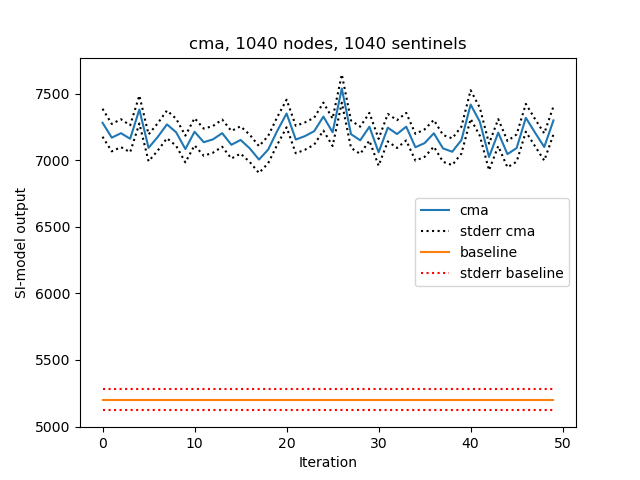 cma, 1040 nodes, 1040 sentinels
SI-model output
7500
7000
6500
6000
5500
5000
cma
stderr cma
baseline
stderr baseline
0 10 20 30 40 50
Iteration